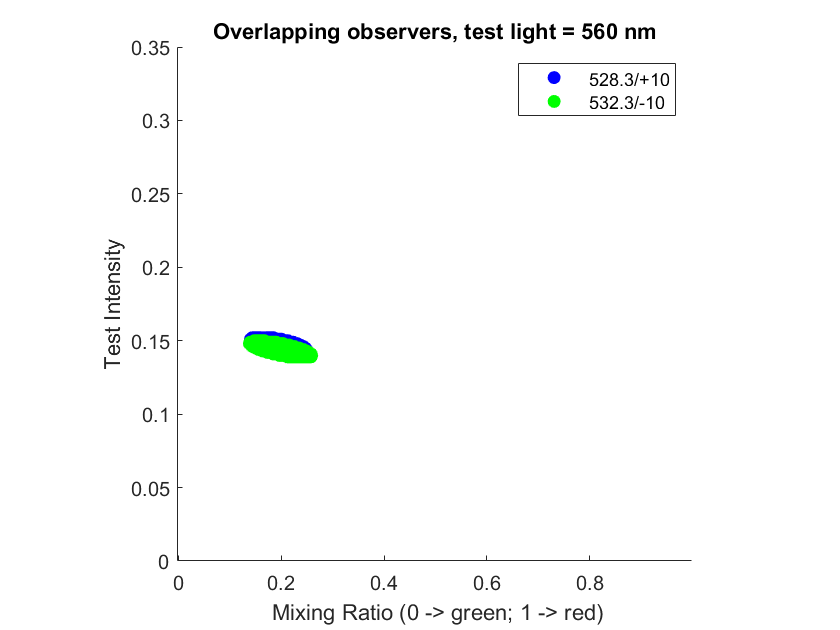 Overlapping observers, test light = 560 nm
528.3/+10
532.3/-10
0.35
0.3
0.25
0.2
0.15
0.1
0.05
0
Test Intensity
0 0.2 0.4 0.6 0.8
Mixing Ratio (0 -> green; 1 -> red)